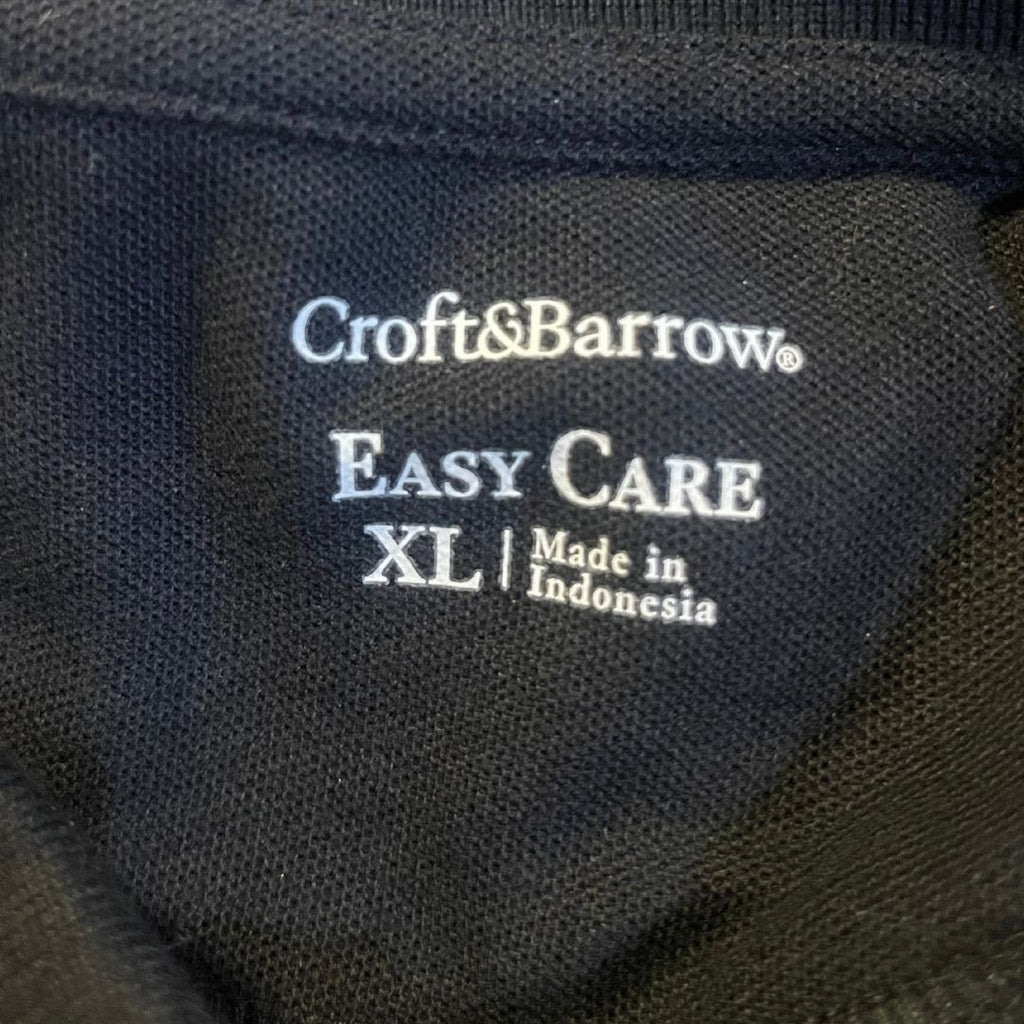 Croft&Barrow®
EASY CARE
XL | Made in
Indonesia